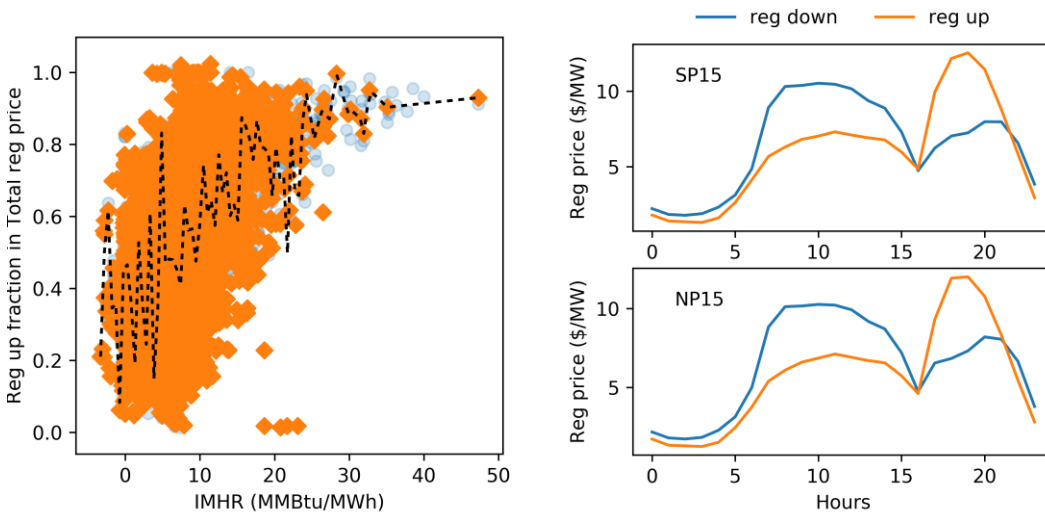 Reg up fraction in Total reg price
1.0
0.8
0.6
0.4
0.2
0.0
0 10 20 30 40 50
IMHR (MMBtu/MWh)
reg down reg up
SP15
Reg price ($/MW)
10
5
0 5 10 15 20
NP15
Reg price ($/MW)
10
5
0 5 10 15 20
Hours